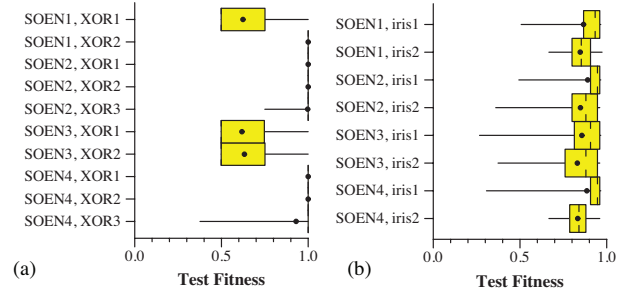 SOEN1, XOR1
SOEN1, XOR2
SOEN2, XOR1
SOEN2, XOR2
SOEN2, XOR3
SOEN3, XOR1
SOEN3, XOR2
SOEN4, XOR1
SOEN4, XOR2
SOEN4, XOR3
0.0 0.5 1.0
(a) Test Fitness
SOEN1, iris1
SOEN1, iris2
SOEN2, iris1
SOEN2, iris2
SOEN3, iris1
SOEN3, iris2
SOEN4, iris1
SOEN4, iris2
0.0 0.5 1.0
(b) Test Fitness